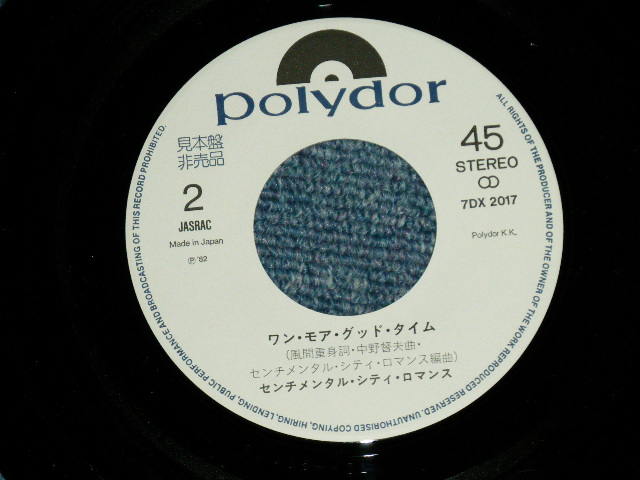 polydor
見本盤
非売品
2
JASRAC
Made in Japan
Ⓟ '82
45
STEREO
7DX 2017
Polydor K.K.
ワン・モア・グッド・タイム
(風間重身詞・中野督夫曲・
センチメンタル・シティ・ロマンス編曲)
センチメンタル・シティ・ロマンス
ALL RIGHTS OF THE PRODUCER AND OF THE OWNER OF THE WORK REPRODUCED RESERVED. UNAUTHORISED COPYING, HIRING, LENDING, PUBLIC PERFORMANCE AND BROADCASTING OF THIS RECORD PROHIBITED.